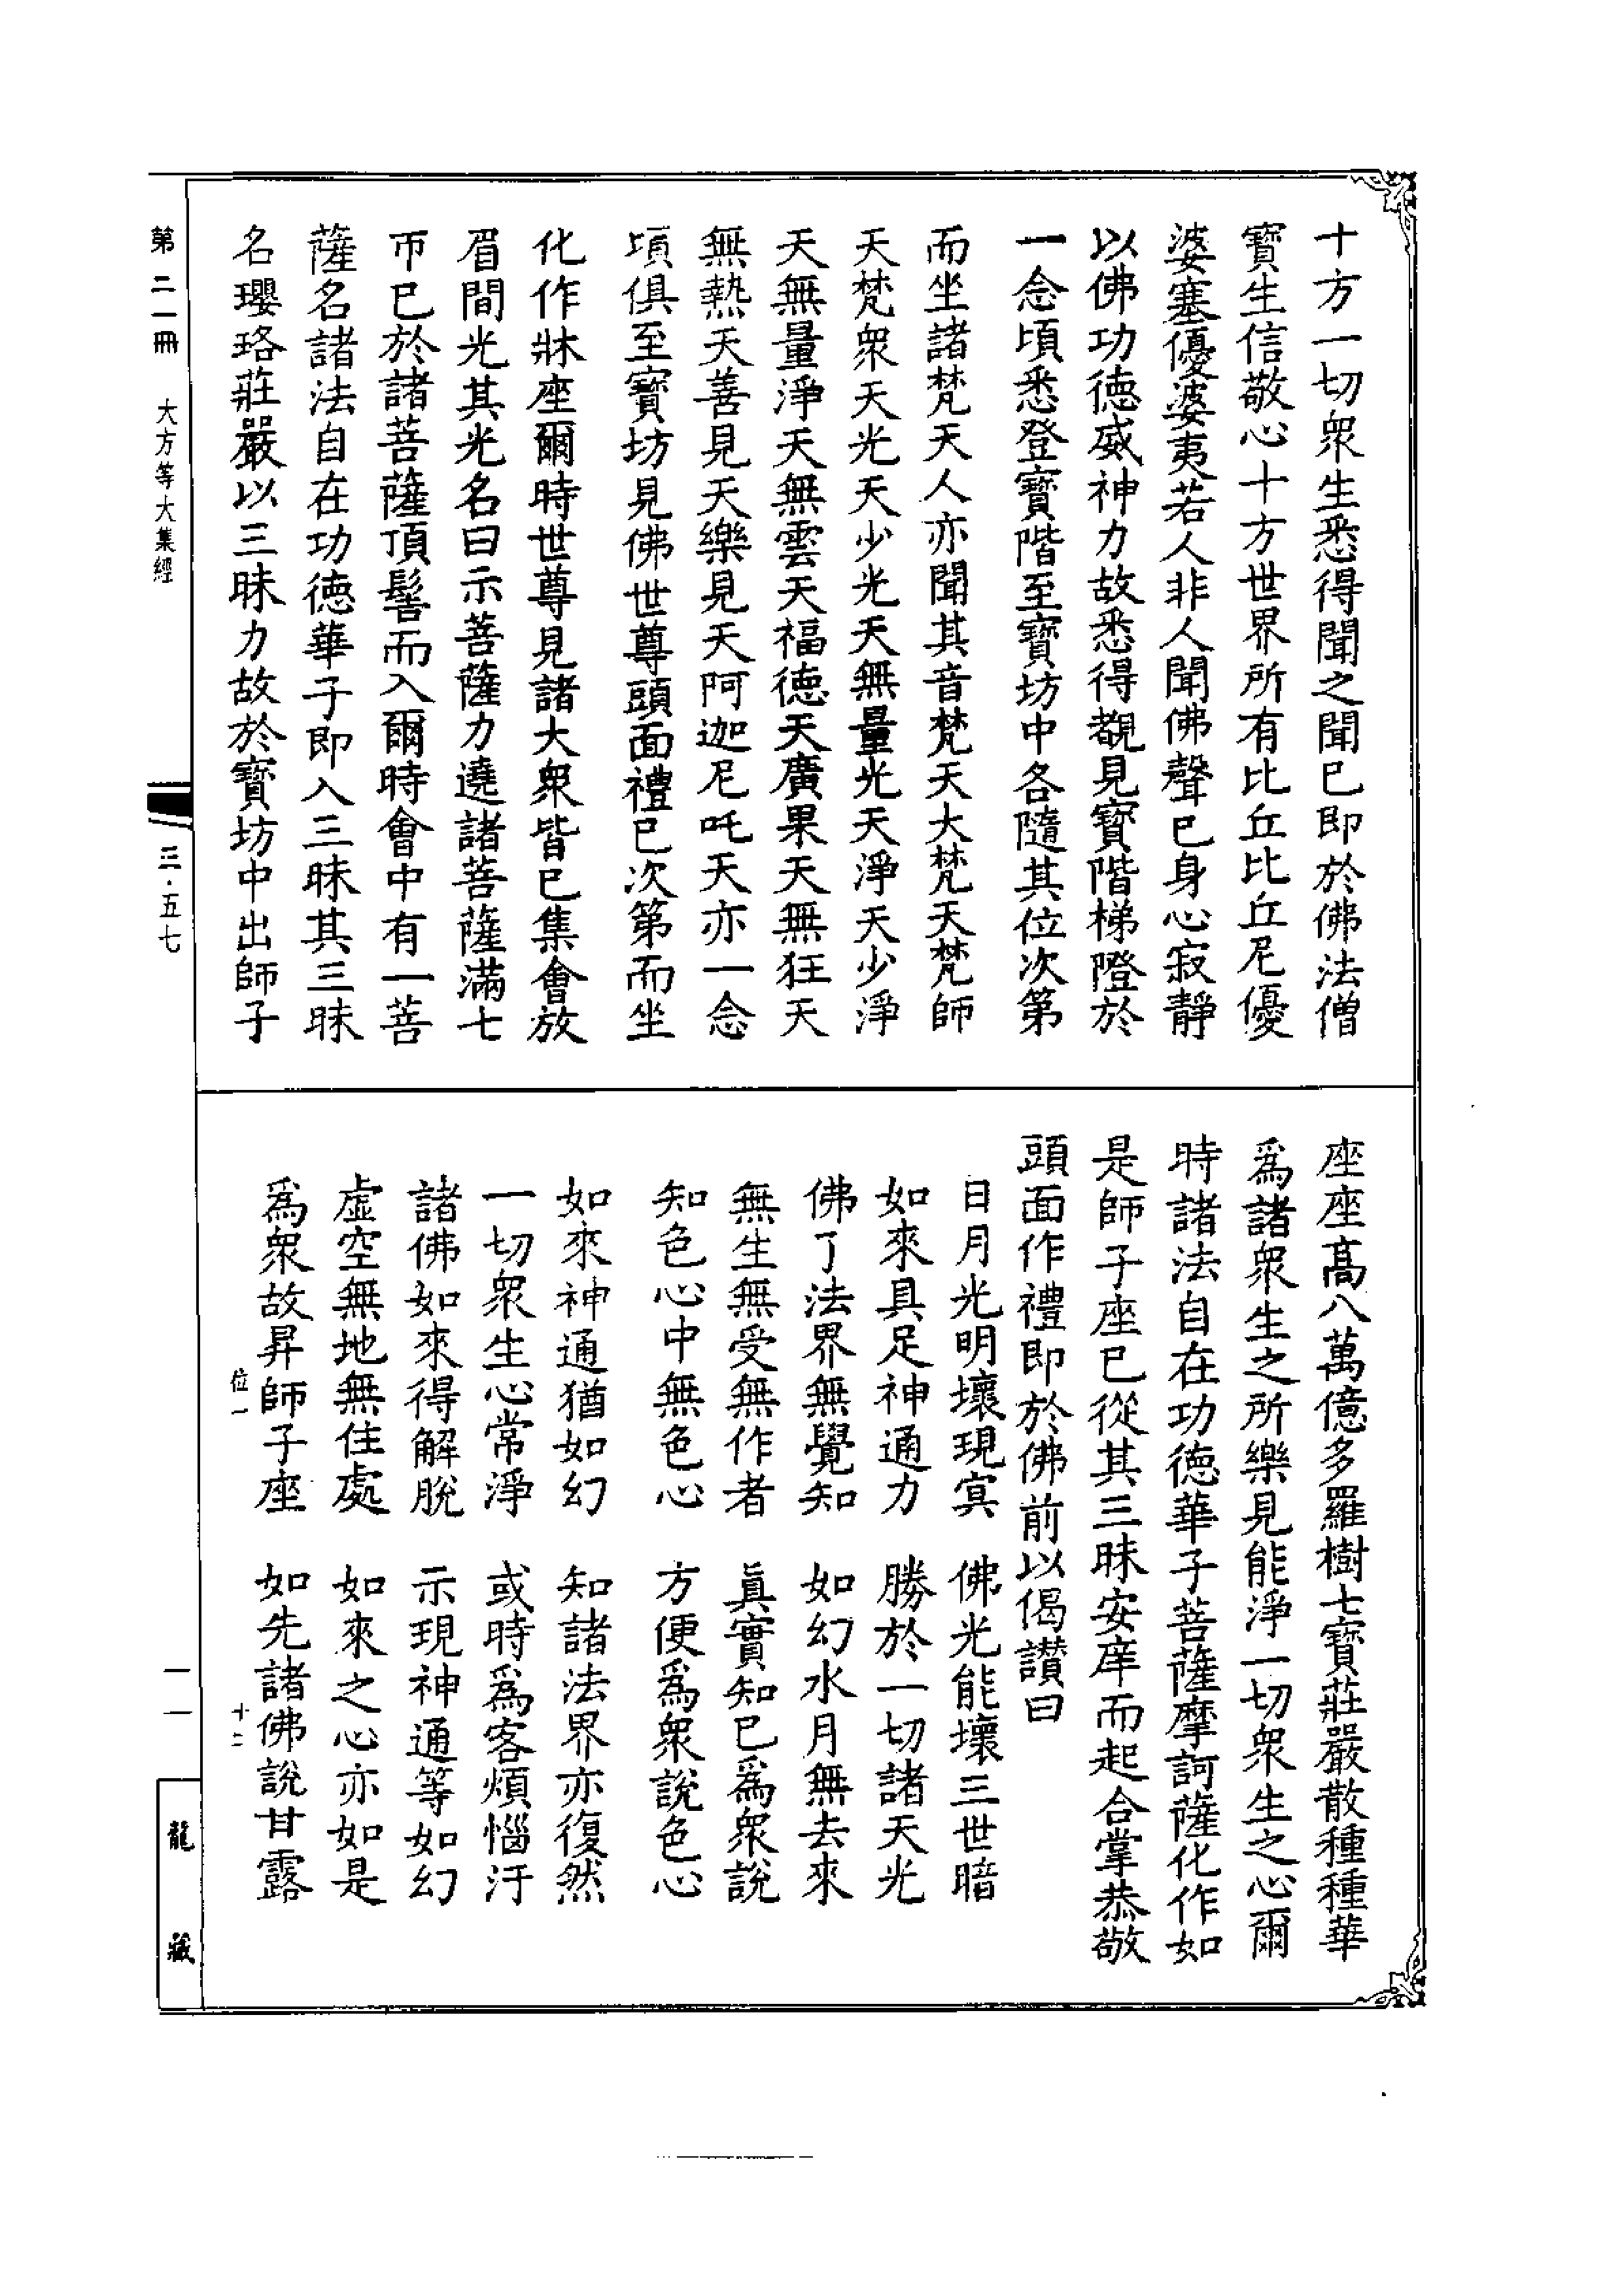 十方一切衆生悉得聞之聞已即於佛法僧
寶生信敬心十方世界所有比丘比丘尼優
婆塞優婆夷若人非人聞佛聲已身心寂靜
以佛功德威神力故悉得覩見寶階梯隥於
一念頃悉登寶階至寶坊中各隨其位次第
而坐諸梵天人亦聞其音梵天大梵天梵師
天梵衆天光天少光天無量光天淨天少淨
天無量淨天無雲天福德天廣果天無狂天
無熱天善見天樂見天阿迦尼吒天亦一念
頃俱至寶坊見佛世尊頭面禮已次第而坐
化作牀座爾時世尊見諸大衆皆已集會放
眉間光其光名曰示菩薩力遶諸菩薩滿七
帀已於諸菩薩頂髻而入爾時會中有一菩
薩名諸法自在功德華子即入三昧其三昧
名瓔珞莊嚴以三昧力故於寶坊中出師子
座座髙八萬億多羅樹七寶莊嚴散種種華
爲諸衆生之所樂見能淨一切衆生之心爾
時諸法自在功德華子菩薩摩訶薩化作如
是師子座已從其三昧安庠而起合掌恭敬
頭面作禮即於佛前以偈讚曰
日月光明壞現寞　佛光能壞三世暗
如來具足神通力　勝於一切諸天光
佛了法界無覺知　如幻水月無去來
無生無受無作者　眞實知已爲衆說
知色心中無色心　方便爲衆說色心
如來神通猶如幻　知諸法界亦復然
一切衆生心常淨　或時爲客煩惱汙
諸佛如來得解脫　示現神通等如幻
虛空無地無住處　如來之心亦如是
爲衆故昇師子座　如先諸佛說甘露
位一　十二
第二一冊　大方等大集經
三·五七
一一
龍藏